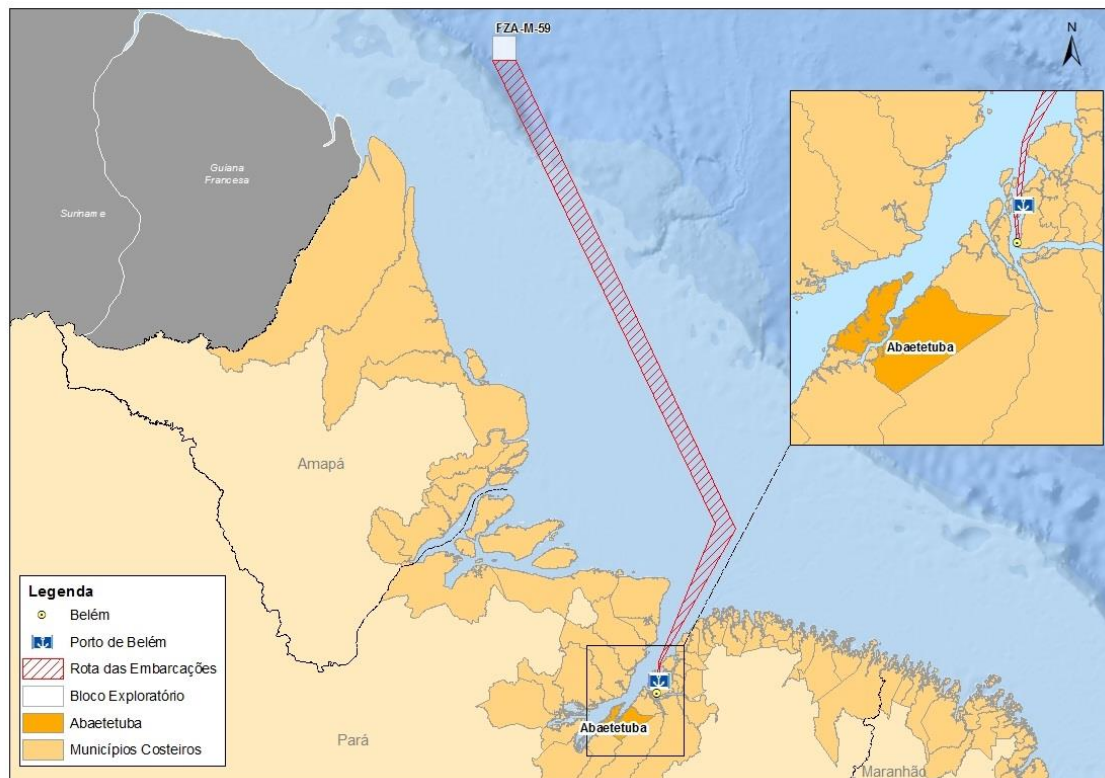 FZA-M-59
N
Guiana
Francesa
Suriname
Abaetetuba
Amapá
Legenda
Belém
Porto de Belém
Rota das Embarcações
Bloco Exploratório
Abaetetuba
Municípios Costeiros
Abaetetuba
Pará
Maranhão